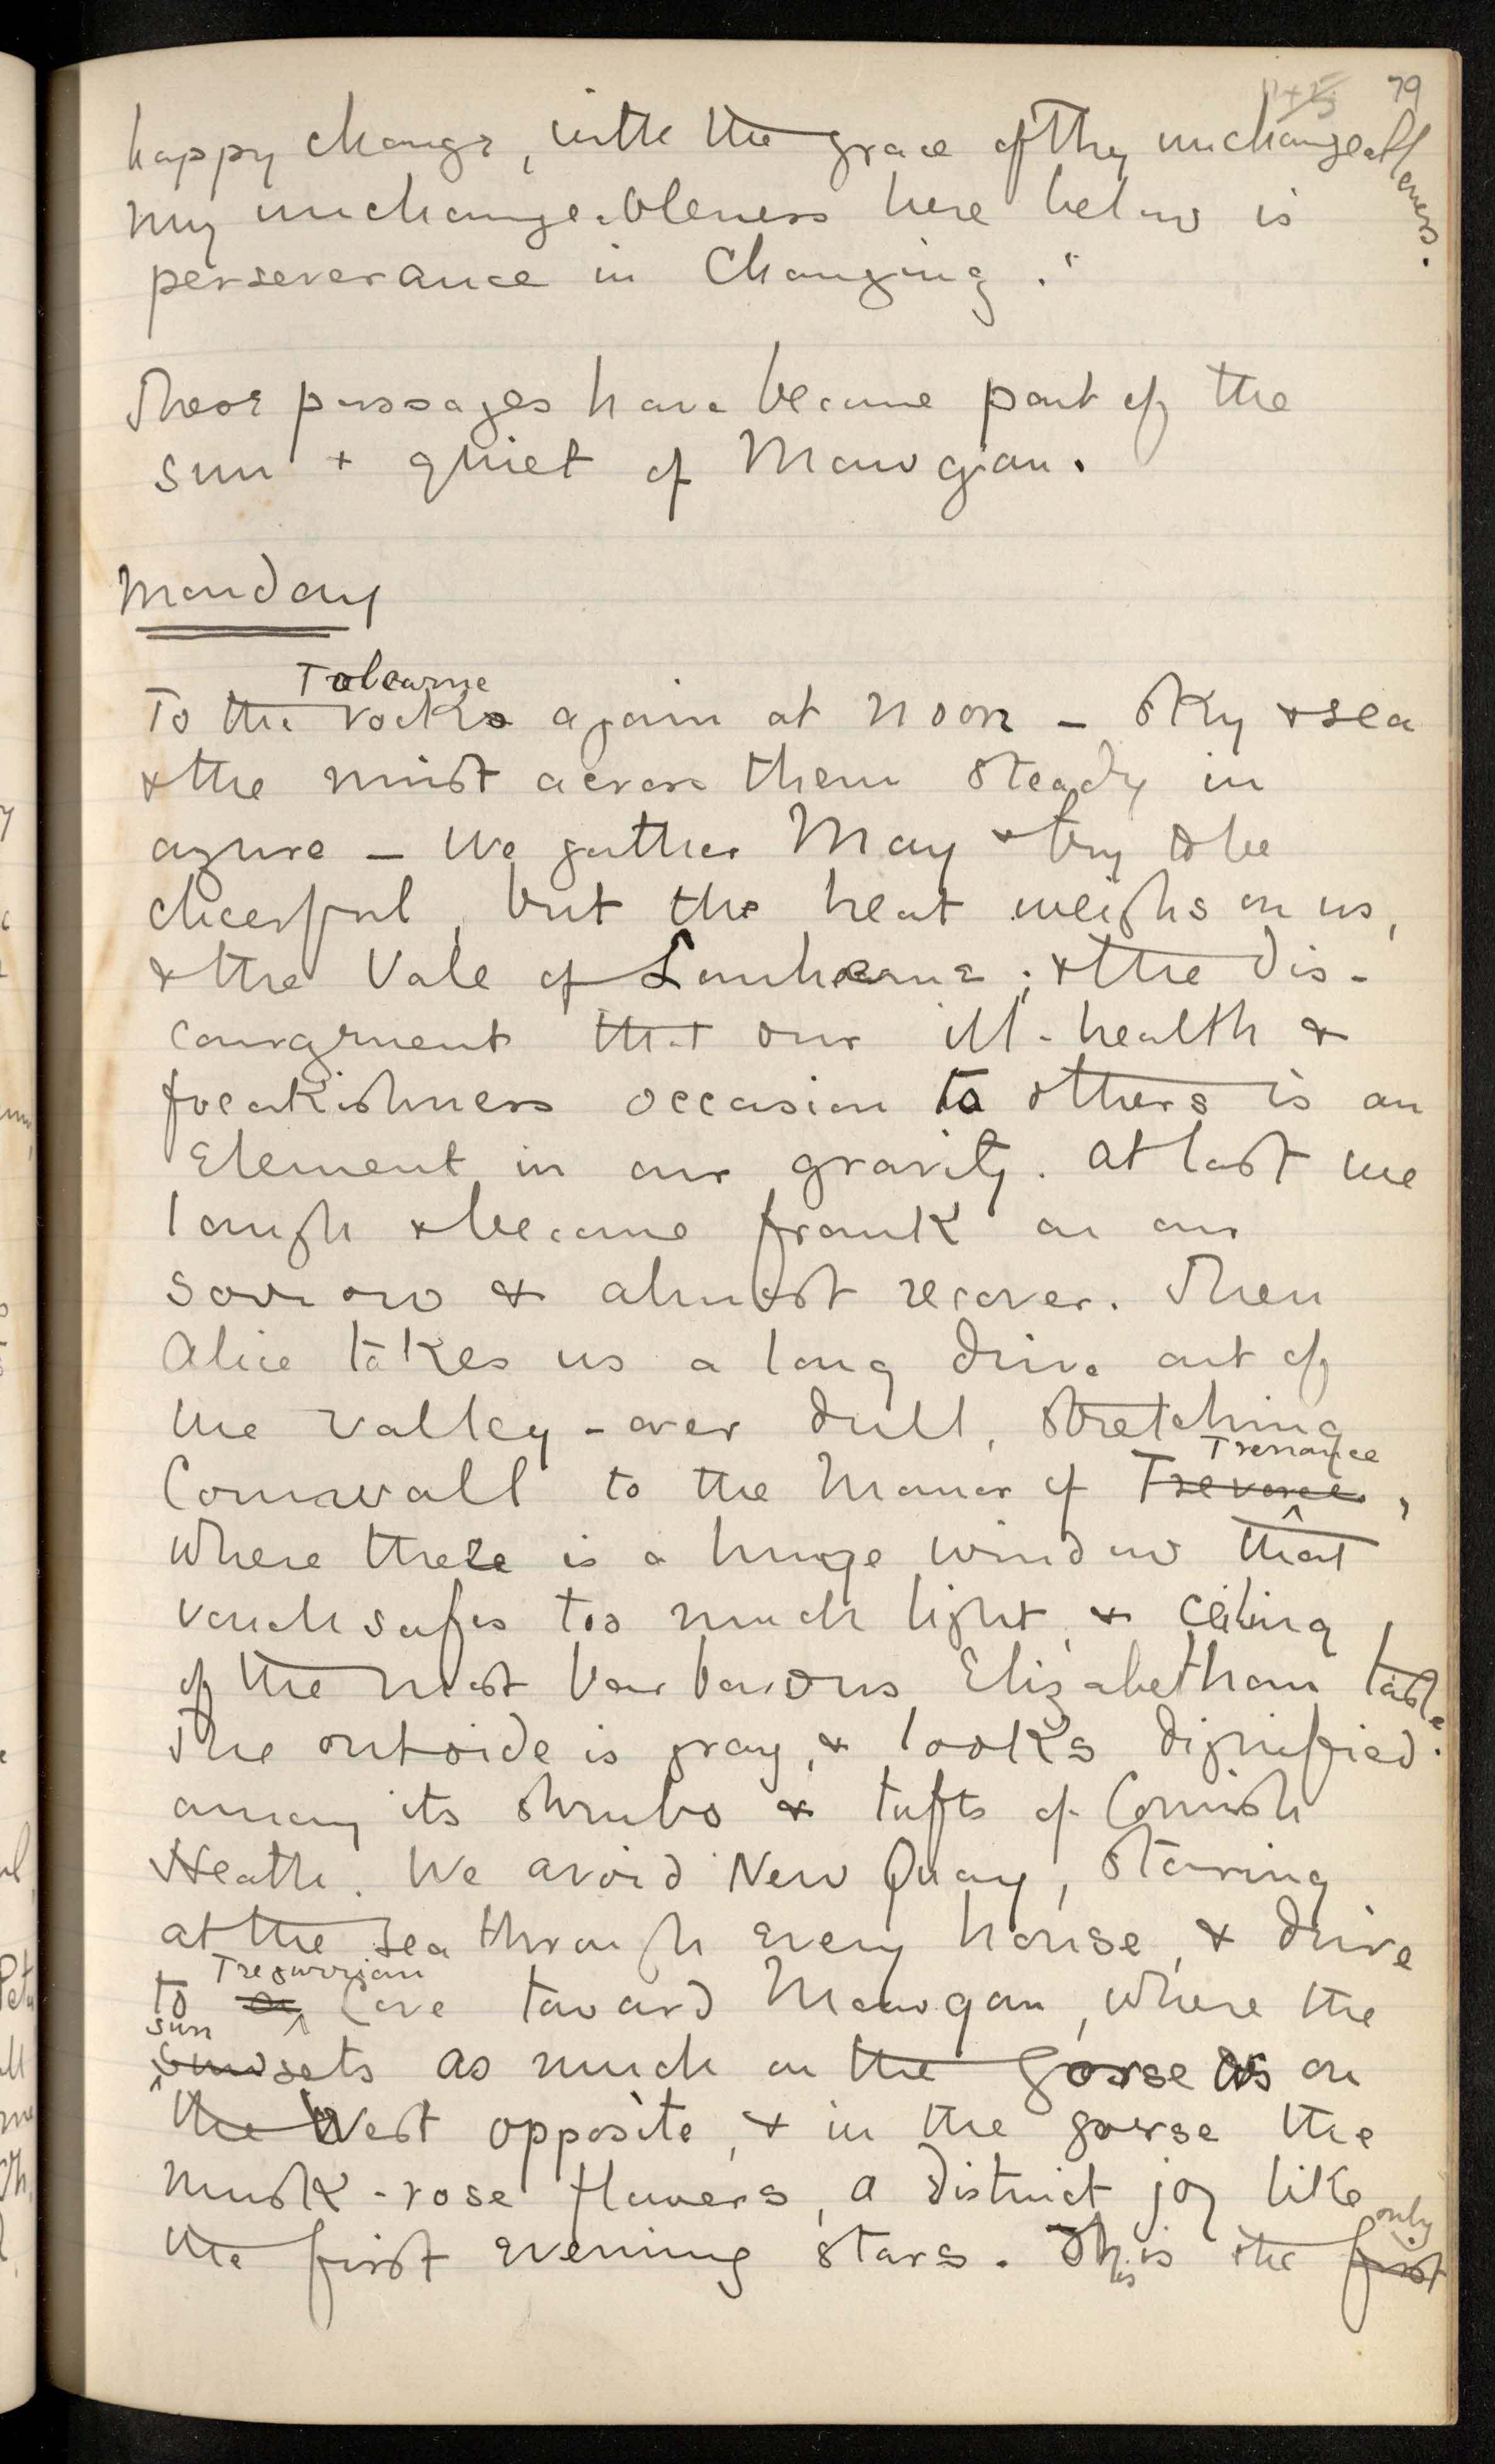 79
happy change, with the grace of Thy unchangeableness.
my unchangeableness here below is
perseverance in Changing."
These passages have become part of the
sun + quiet of Mawgan.
Monday
Tolcarne
To the rocks again at noon – sky & sea
& the mist across them steady in
azure – We gather May & try to be
cheerful, but the heat weighs on us,
& the Vale of Lanherne; & the dis-
couragment that our ill-health &
freakishness occasion to others is an
Element in our gravity. At last we
laugh & become frank on our
sorrow & almost recover. Then
Alice takes us a long drive out of
the valley – over dull, stretching
Trerraice
Cornwall to the Manor of Trevorce,
where there is a huge window that
vouchsafes too much light, & ceiling
of the most barbarous Elizabethan taste
The outside is gray, & looks dignified.
among its shrubs & tufts of Cornish
Heath. We avoid New Quay, staring
at the sea through every house, & drive
Tregurrian
to a Cove toward Mawgan, where the
sun
sunsets as much on the gorse as on
the West opposite, & in the gorse the
musk-rose flowers, a distinct joy like
only
the first evening stars. This is the first